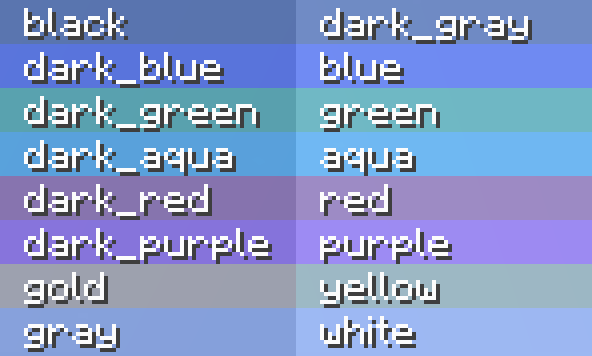 black dark_gray
dark_blue blue
dark_green green
dark_aqua aqua
dark_red red
dark_purple purple
gold yellow
gray white